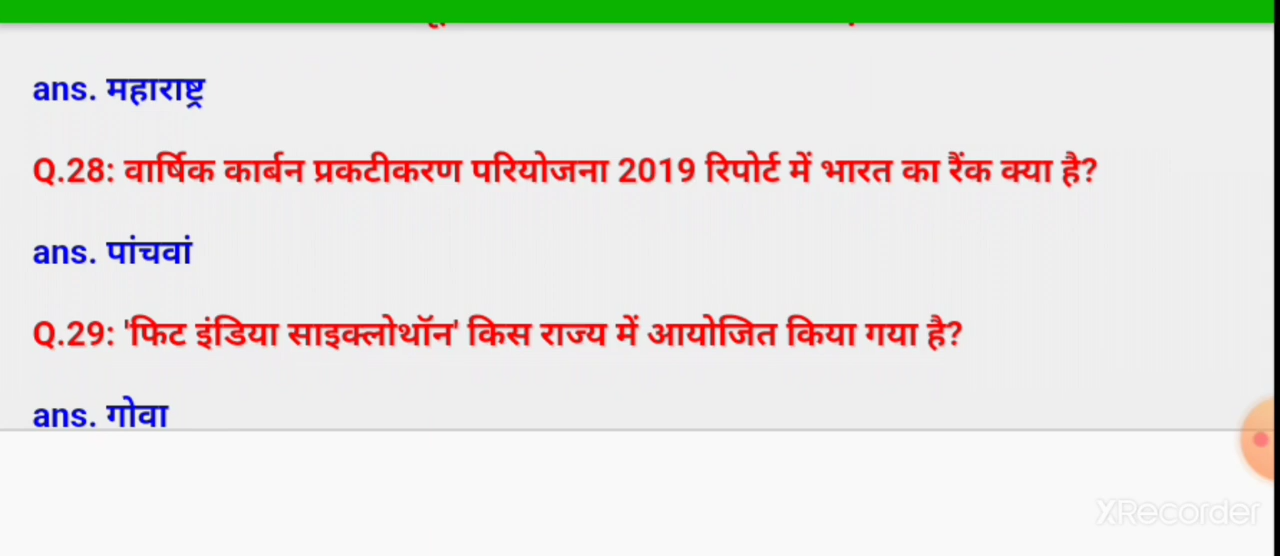 ans. महाराष्ट्र
Q.28: वार्षिक कार्बन प्रकटीकरण परियोजना 2019 रिपोर्ट में भारत का रैंक क्या है?
ans. पांचवां
Q.29: 'फिट इंडिया साइक्लोथॉन' किस राज्य में आयोजित किया गया है?
ans. गोवा
XRecorder